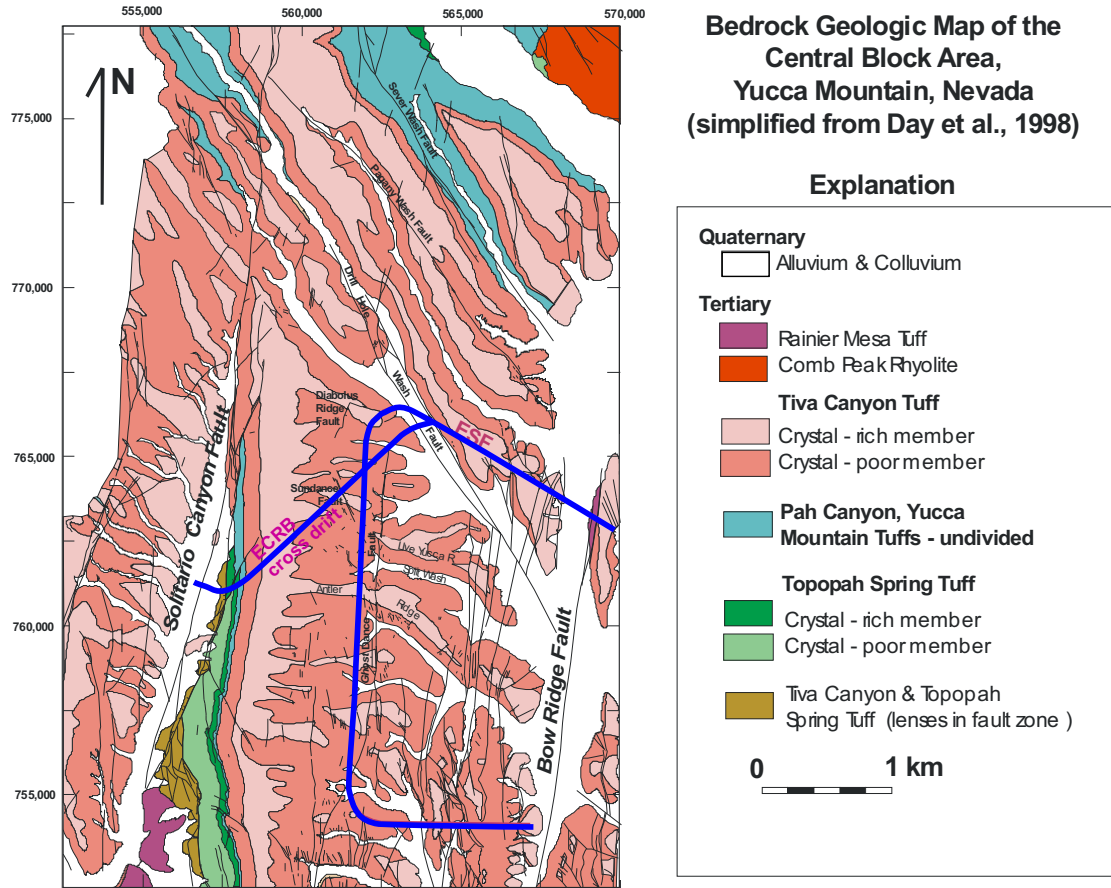 555,000
560,000
565,000
570,000
775,000
770,000
765,000
760,000
755,000
N
Sever Wash Fault
Pagany Wash Fault
Drill Hole
Wash
Fault
Diabolus
Ridge
Fault
ESF
Solitario Canyon Fault
Sundance
Fault
ECRB
cross drift
Fault
Live Yucca R.
Split Wash
Antler
Ridge
Ghost Dance
Bow Ridge Fault
Bedrock Geologic Map of the
Central Block Area,
Yucca Mountain, Nevada
(simplified from Day et al., 1998)
Explanation
Quaternary
Alluvium & Colluvium
Tertiary
Rainier Mesa Tuff
Comb Peak Rhyolite
Tiva Canyon Tuff
Crystal - rich member
Crystal - poor member
Pah Canyon, Yucca
Mountain Tuffs - undivided
Topopah Spring Tuff
Crystal - rich member
Crystal - poor member
Tiva Canyon & Topopah
Spring Tuff (lenses in fault zone )
0 1 km